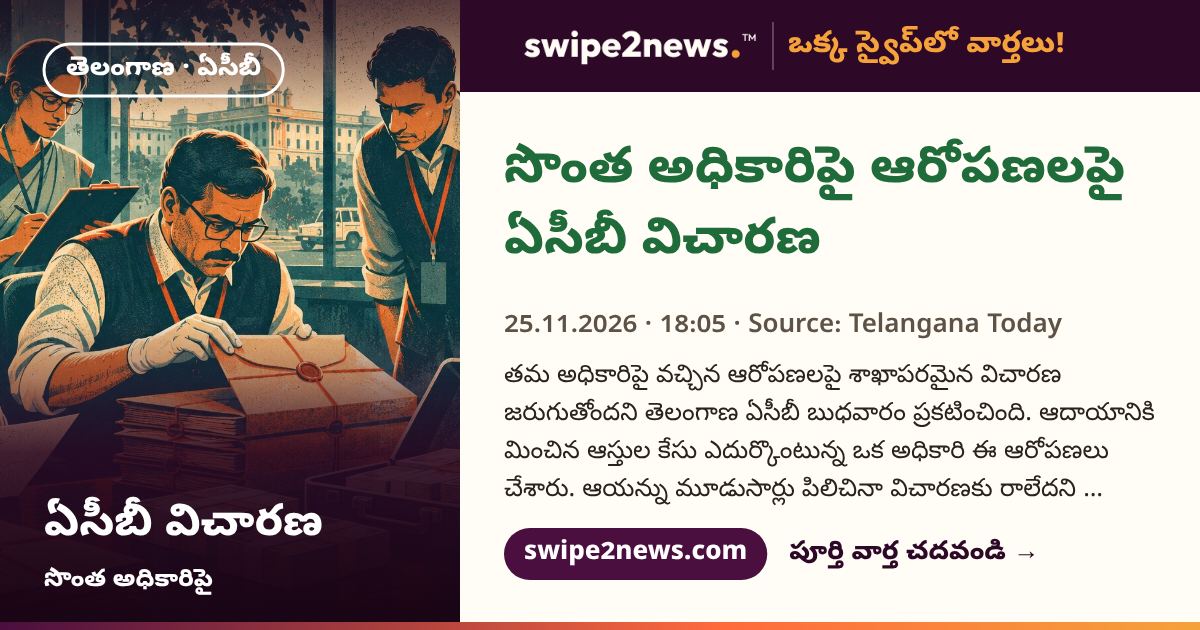 తెలంగాణ · ఏసీబీ
ఏసీబీ విచారణ
సొంత అధికారిపై
swipe2news.™
ఒక్క స్వైప్‌లో వార్తలు!
సొంత అధికారిపై ఆరోపణలపై
ఏసీబీ విచారణ
25.11.2026 · 18:05 · Source: Telangana Today
తమ అధికారిపై వచ్చిన ఆరోపణలపై శాఖాపరమైన విచారణ
జరుగుతోందని తెలంగాణ ఏసీబీ బుధవారం ప్రకటించింది. ఆదాయానికి
మించిన ఆస్తుల కేసు ఎదుర్కొంటున్న ఒక అధికారి ఈ ఆరోపణలు
చేశారు. ఆయన్ను మూడుసార్లు పిలిచినా విచారణకు రాలేదని ...
swipe2news.com
పూర్తి వార్త చదవండి →